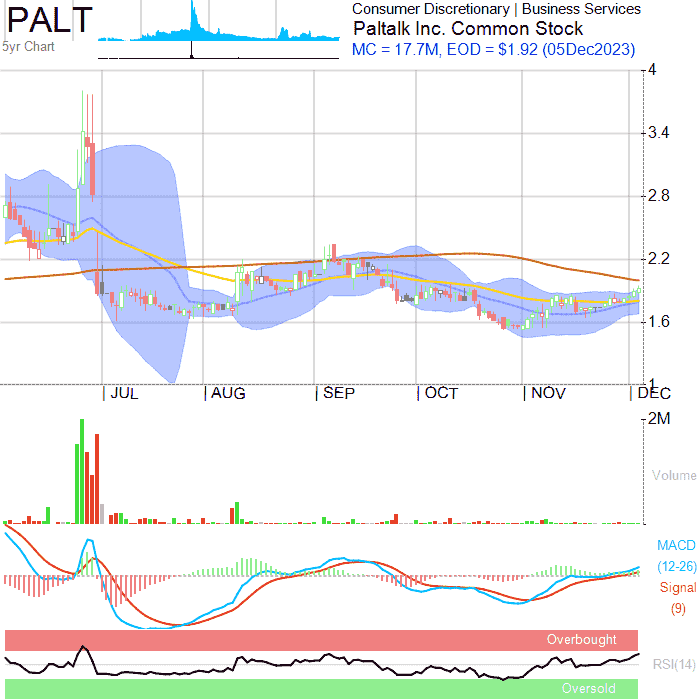 PALT
5yr Chart
Consumer Discretionary | Business Services
Paltalk Inc. Common Stock
MC = 17.7M, EOD = $1.92 (05Dec2023)
4
3.4
2.8
2.2
1.6
1
JUL AUG SEP OCT NOV DEC
2M
Volume
MACD
(12-26)
Signal
(9)
Overbought
RSI(14)
Oversold